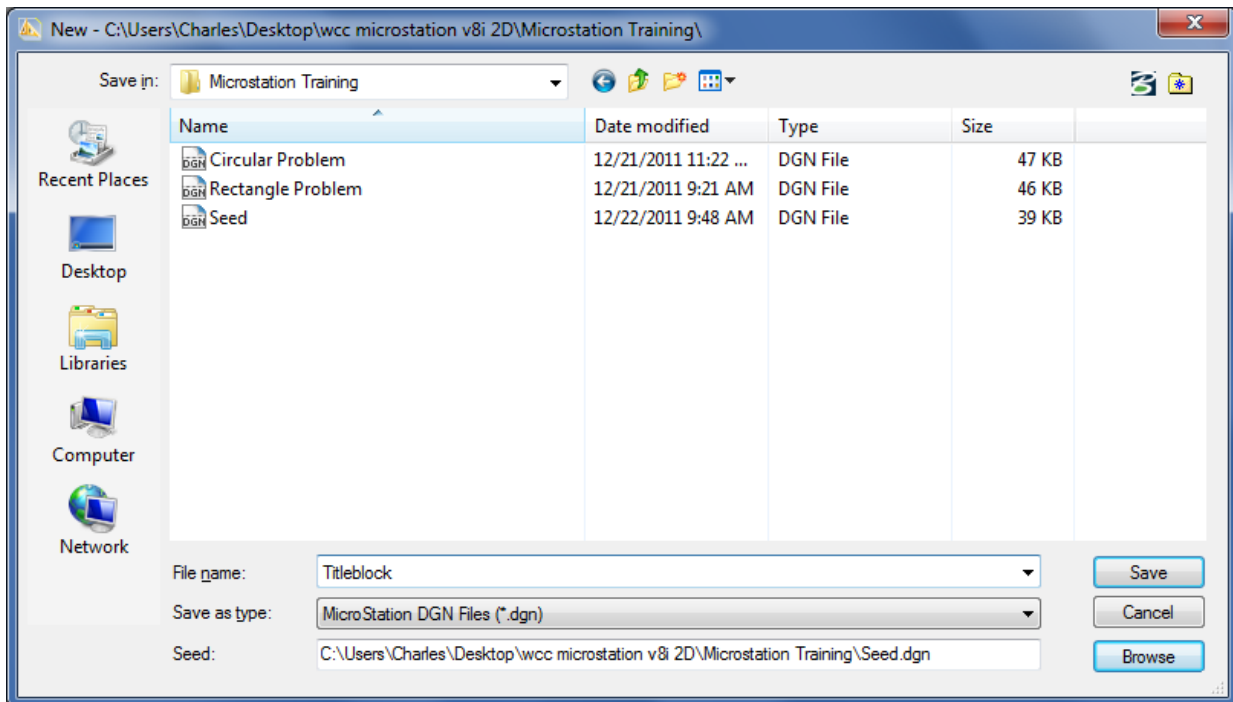 New - C:\Users\Charles\Desktop\wcc microstation v8i 2D\Microstation Training\
Save in: Microstation Training
Name Date modified Type Size
DGN Circular Problem 12/21/2011 11:22 ... DGN File 47 KB
DGN Rectangle Problem 12/21/2011 9:21 AM DGN File 46 KB
DGN Seed 12/22/2011 9:48 AM DGN File 39 KB
Recent Places
Desktop
Libraries
Computer
Network
File name: Titleblock Save
Save as type: MicroStation DGN Files (*.dgn) Cancel
Seed: C:\Users\Charles\Desktop\wcc microstation v8i 2D\Microstation Training\Seed.dgn Browse